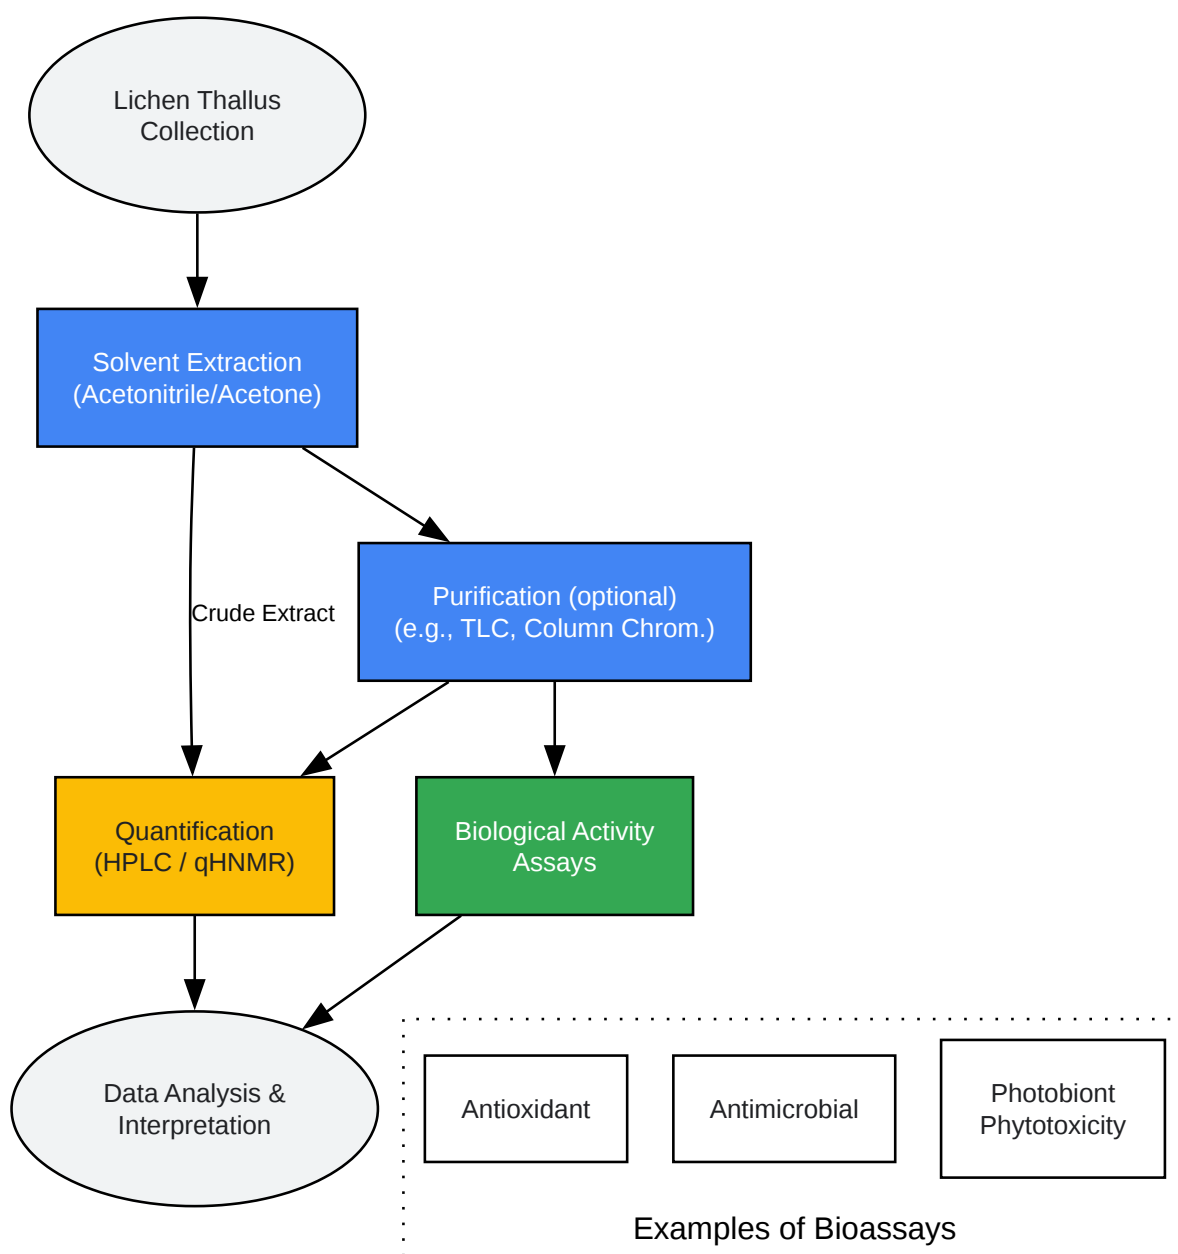 Lichen Thallus
Collection
Solvent Extraction
(Acetonitrile/Acetone)
Purification (optional)
(e.g., TLC, Column Chrom.)
Crude Extract
Quantification
(HPLC / qHNMR)
Biological Activity
Assays
Data Analysis &
Interpretation
Antioxidant
Antimicrobial
Photobiont
Phytotoxicity
Examples of Bioassays